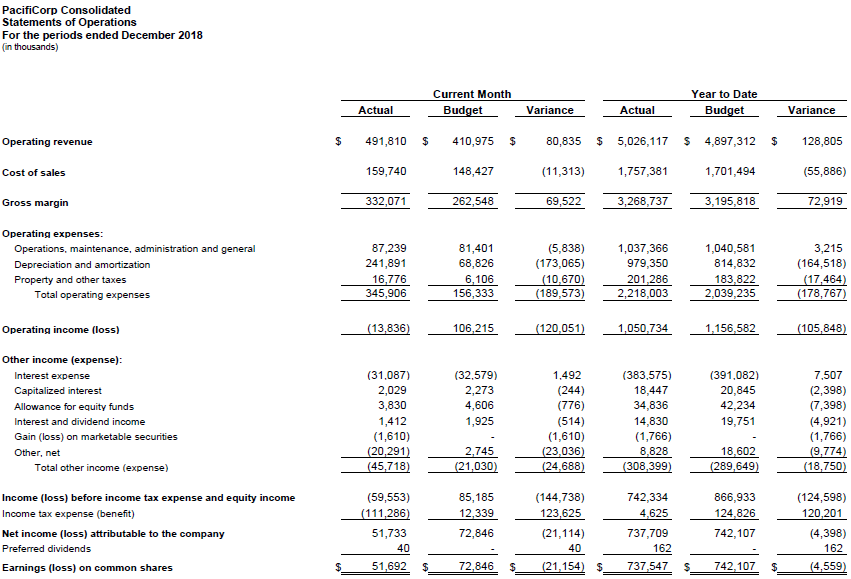 PacifiCorp Consolidated
Statements of Operations
For the periods ended December 2018
(in thousands)
Current Month Year to Date
Actual Budget Variance Actual Budget Variance
Operating revenue $ 491,810 $ 410,975 $ 80,835 $ 5,026,117 $ 4,897,312 $ 128,805
Cost of sales 159,740 148,427 (11,313) 1,757,381 1,701,494 (55,886)
Gross margin 332,071 262,548 69,522 3,268,737 3,195,818 72,919
Operating expenses:
Operations, maintenance, administration and general 87,239 81,401 (5,838) 1,037,366 1,040,581 3,215
Depreciation and amortization 241,891 68,826 (173,065) 979,350 814,832 (164,518)
Property and other taxes 16,776 6,106 (10,670) 201,286 183,822 (17,464)
Total operating expenses 345,906 156,333 (189,573) 2,218,003 2,039,235 (178,767)
Operating income (loss) (13,836) 106,215 (120,051) 1,050,734 1,156,582 (105,848)
Other income (expense):
Interest expense (31,087) (32,579) 1,492 (383,575) (391,082) 7,507
Capitalized interest 2,029 2,273 (244) 18,447 20,845 (2,398)
Allowance for equity funds 3,830 4,606 (776) 34,836 42,234 (7,398)
Interest and dividend income 1,412 1,925 (514) 14,830 19,751 (4,921)
Gain (loss) on marketable securities (1,610) - (1,610) (1,766) - (1,766)
Other, net (20,291) 2,745 (23,036) 8,828 18,602 (9,774)
Total other income (expense) (45,718) (21,030) (24,688) (308,399) (289,649) (18,750)
Income (loss) before income tax expense and equity income (59,553) 85,185 (144,738) 742,334 866,933 (124,598)
Income tax expense (benefit) (111,286) 12,339 123,625 4,625 124,826 120,201
Net income (loss) attributable to the company 51,733 72,846 (21,114) 737,709 742,107 (4,398)
Preferred dividends 40 - 40 162 - 162
Earnings (loss) on common shares $ 51,692 $ 72,846 $ (21,154) $ 737,547 $ 742,107 $ (4,559)